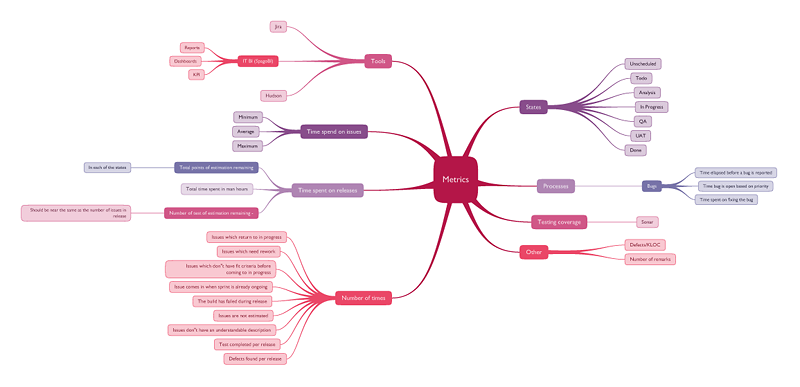 Metrics
Tools
Jira
IT BI (SpagoBI)
Reports
Dashboards
KPI
Hudson
Time spend on issues
Minimum
Average
Maximum
Time spent on releases
Total points of estimation remaining
In each of the states
Total time spent in man hours
Number of test of estimation remaining -
Should be near the same as the number of issues in
release
Number of times
Issues which return to in progress
Issues which need rework
Issues which don't have fit criteria before
coming to in progress
Issue comes in when sprint is already ongoing
The build has failed during release
Issues are not estimated
Issues don't have an understandable description
Test completed per release
Defects found per release
States
Unscheduled
Todo
Analysis
In Progress
QA
UAT
Done
Processes
Bugs
Time elapsed before a bug is reported
Time bug is open based on priority
Time spent on fixing the bug
Testing coverage
Sonar
Other
Defects/KLOC
Number of remarks